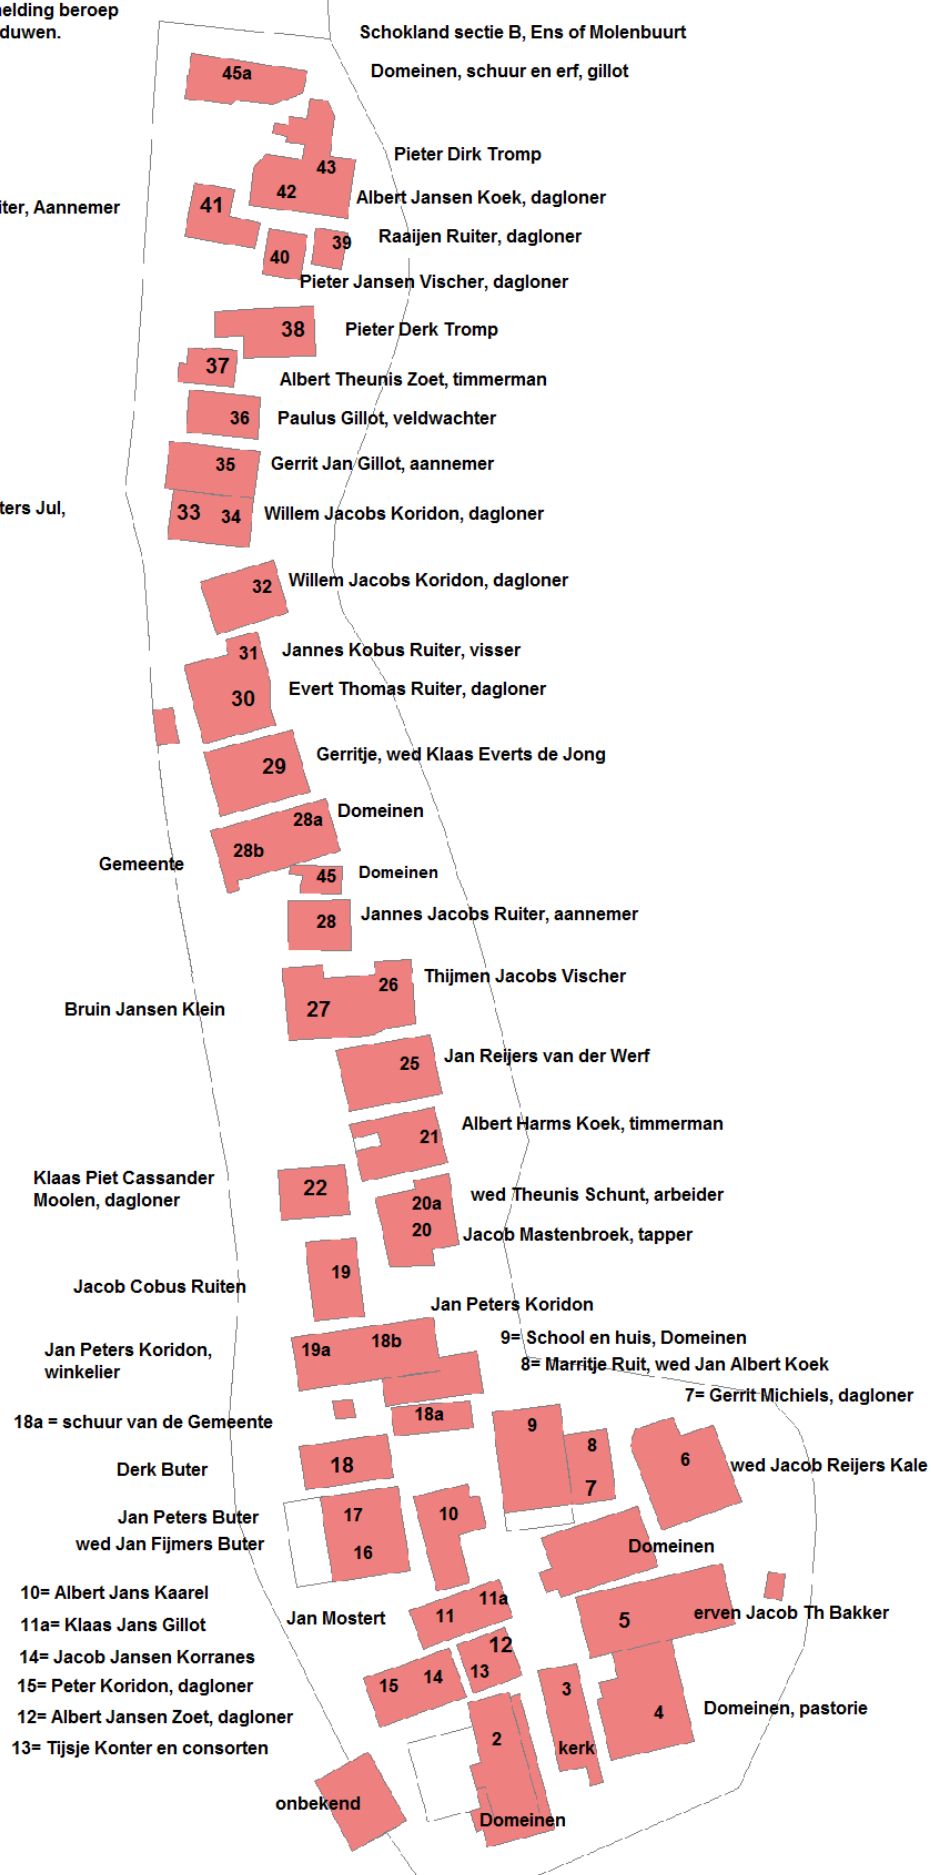 elding beroep
duwen.
Schokland sectie B, Ens of Molenbuurt
45a
Domeinen, schuur en erf, gillot
Pieter Dirk Tromp
43
42
Albert Jansen Koek, dagloner
41
iter, Aannemer
39
Raaijen Ruiter, dagloner
40
Pieter Jansen Vischer, dagloner
38
Pieter Derk Tromp
37
Albert Theunis Zoet, timmerman
36
Paulus Gillot, veldwachter
35
Gerrit Jan Gillot, aannemer
ters Jul,
33
34
Willem Jacobs Koridon, dagloner
32
Willem Jacobs Koridon, dagloner
31
Jannes Kobus Ruiter, visser
30
Evert Thomas Ruiter, dagloner
29
Gerritje, wed Klaas Everts de Jong
28a
Domeinen
28b
Gemeente
45
Domeinen
28
Jannes Jacobs Ruiter, aannemer
26
Thijmen Jacobs Vischer
27
Bruin Jansen Klein
25
Jan Reijers van der Werf
21
Albert Harms Koek, timmerman
Klaas Piet Cassander
Moolen, dagloner
22
20a
wed Theunis Schunt, arbeider
20
Jacob Mastenbroek, tapper
19
Jacob Cobus Ruiten
Jan Peters Koridon
9= School en huis, Domeinen
19a
18b
Jan Peters Koridon,
winkelier
8= Marritje Ruit, wed Jan Albert Koek
7= Gerrit Michiels, dagloner
18a = schuur van de Gemeente
18a
9
8
7
6
wed Jacob Reijers Kale
18
Derk Buter
17
Jan Peters Buter
16
wed Jan Fijmers Buter
10
Domeinen
10= Albert Jans Kaarel
11a= Klaas Jans Gillot
Jan Mostert
11
11a
5
erven Jacob Th Bakker
14= Jacob Jansen Korranes
12
13
15= Peter Koridon, dagloner
15
14
3
12= Albert Jansen Zoet, dagloner
4
Domeinen, pastorie
13= Tijsje Konter en consorten
2
kerk
onbekend
Domeinen